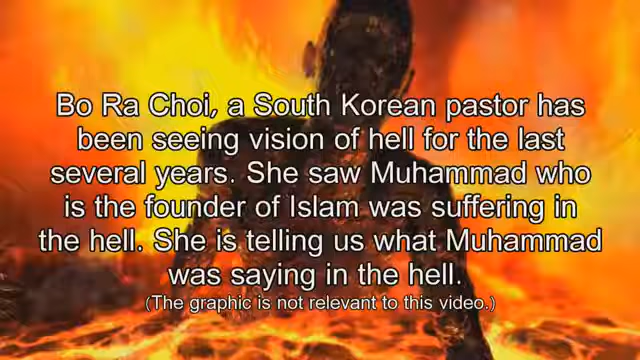 Bo Ra Choi, a South Korean pastor has
been seeing vision of hell for the last
several years. She saw Muhammad who
is the founder of Islam was suffering in
the hell. She is telling us what Muhammad
was saying in the hell.
(The graphic is not relevant to this video.)